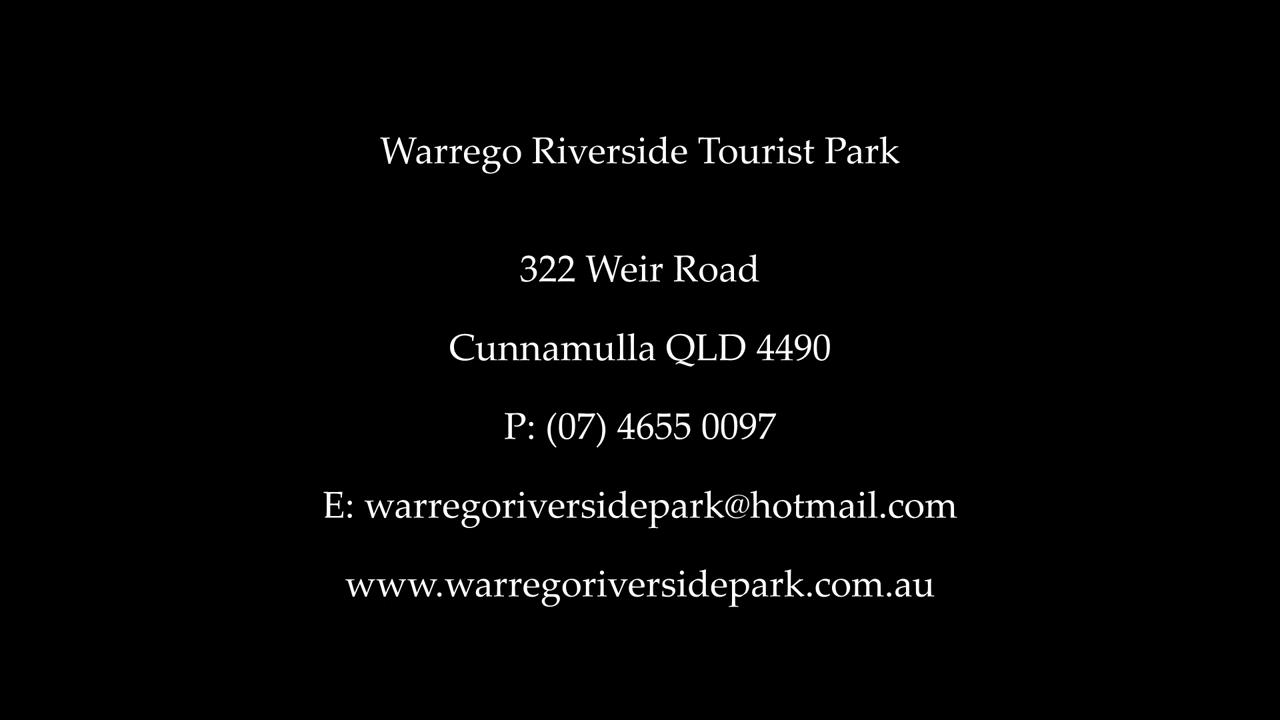 Warrego Riverside Tourist Park
322 Weir Road
Cunnamulla QLD 4490
P: (07) 4655 0097
E: warregoriversidepark@hotmail.com
www.warregoriversidepark.com.au